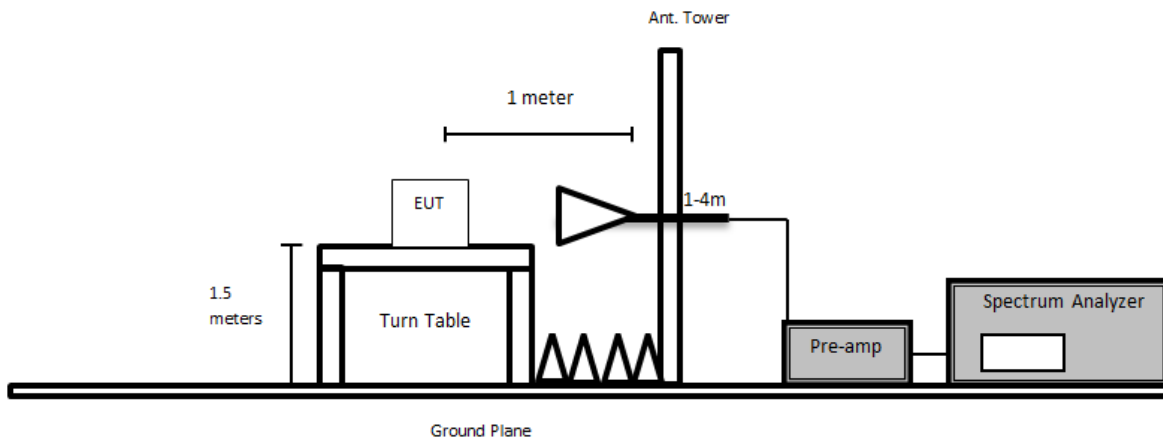 Ant. Tower
1 meter
EUT
1-4m
1.5
meters
Turn Table
Pre-amp
Spectrum Analyzer
Ground Plane